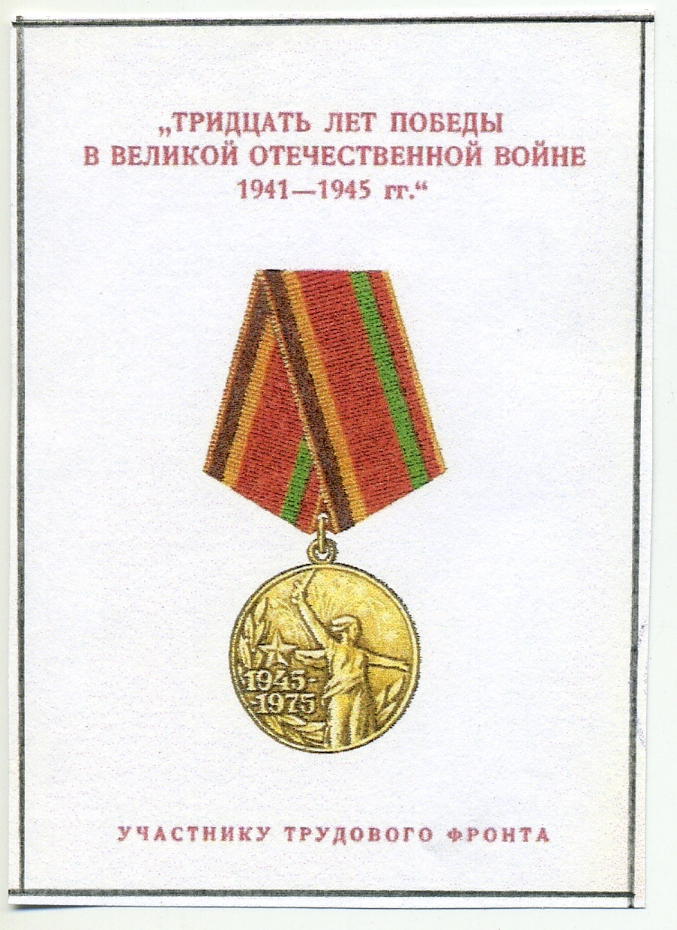 „ТРИДЦАТЬ ЛЕТ ПОБЕДЫ
В ВЕЛИКОЙ ОТЕЧЕСТВЕННОЙ ВОЙНЕ
1941—1945 гг.“
1945-
-1975
УЧАСТНИКУ ТРУДОВОГО ФРОНТА